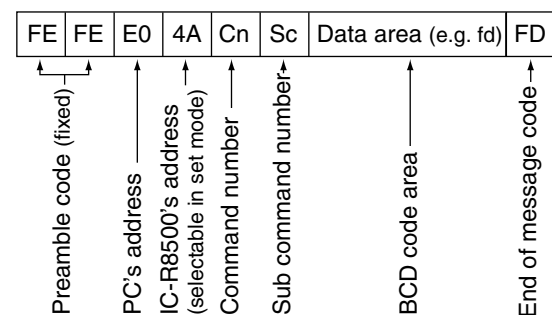 FE FE E0 4A Cn Sc Data area (e.g. fd) FD
Preamble code (fixed)
PC's address
IC-R8500's address
(selectable in set mode)
Command number
Sub command number
BCD code area
End of message code